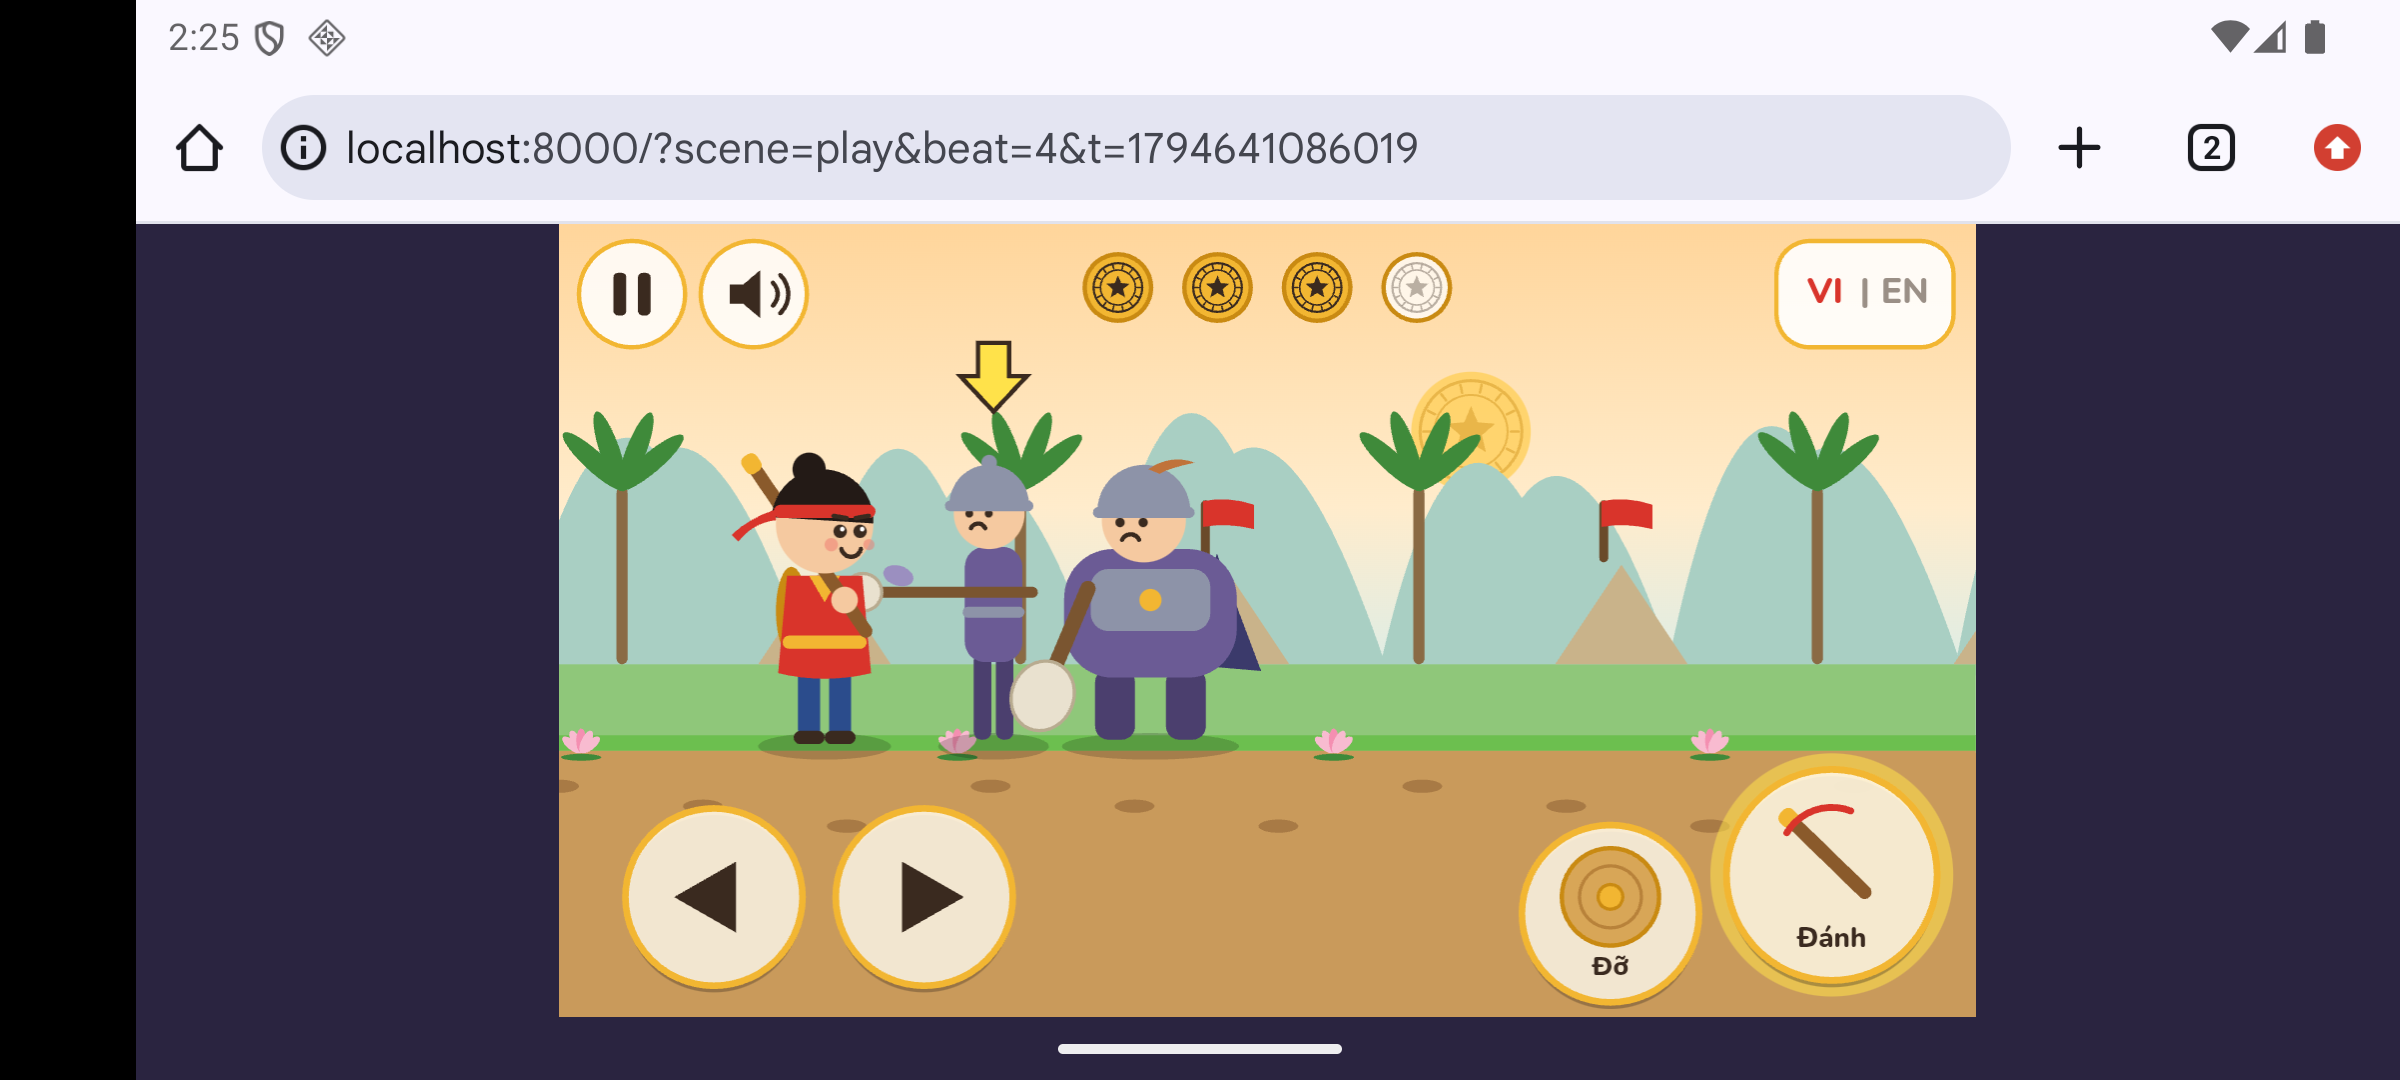 2:25
localhost:8000/?scene=play&beat=4&t=1794641086019
2
VI | EN
Đánh
Đỡ